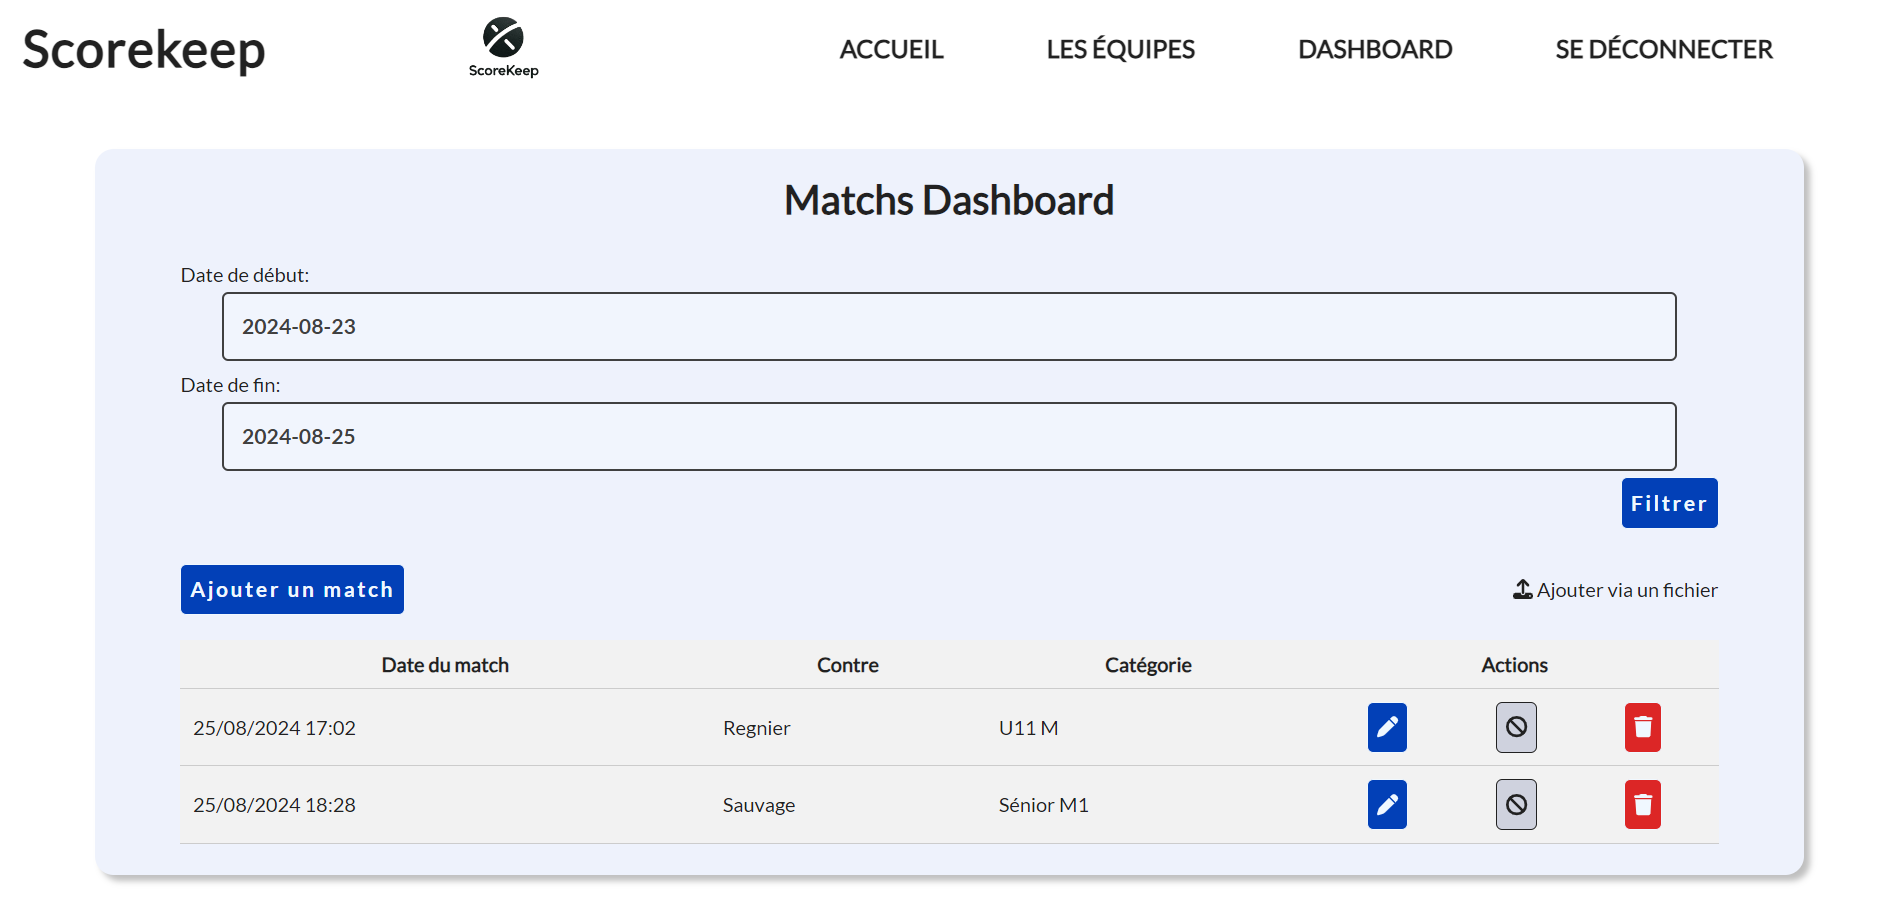 Scorekeep
ScoreKeep
ACCUEIL LES ÉQUIPES DASHBOARD SE DÉCONNECTER
Matchs Dashboard
Date de début:
2024-08-23
Date de fin:
2024-08-25
Filtrer
Ajouter un match
Ajouter via un fichier
Date du match Contre Catégorie Actions
25/08/2024 17:02 Regnier U11 M
25/08/2024 18:28 Sauvage Sénior M1